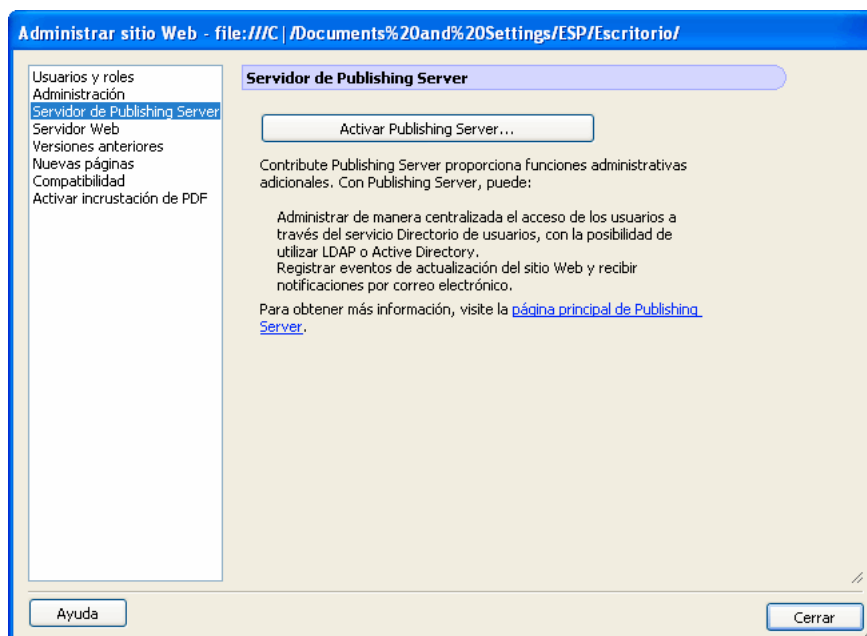 Administrar sitio Web - file:///C|/Documents%20and%20Settings/ESP/Escritorio/
Usuarios y roles
Administración
Servidor de Publishing Server
Servidor Web
Versiones anteriores
Nuevas páginas
Compatibilidad
Activar incrustación de PDF
Servidor de Publishing Server
Activar Publishing Server...
Contribute Publishing Server proporciona funciones administrativas
adicionales. Con Publishing Server, puede:
Administrar de manera centralizada el acceso de los usuarios a
través del servicio Directorio de usuarios, con la posibilidad de
utilizar LDAP o Active Directory.
Registrar eventos de actualización del sitio Web y recibir
notificaciones por correo electrónico.
Para obtener más información, visite la página principal de Publishing
Server.
Ayuda
Cerrar